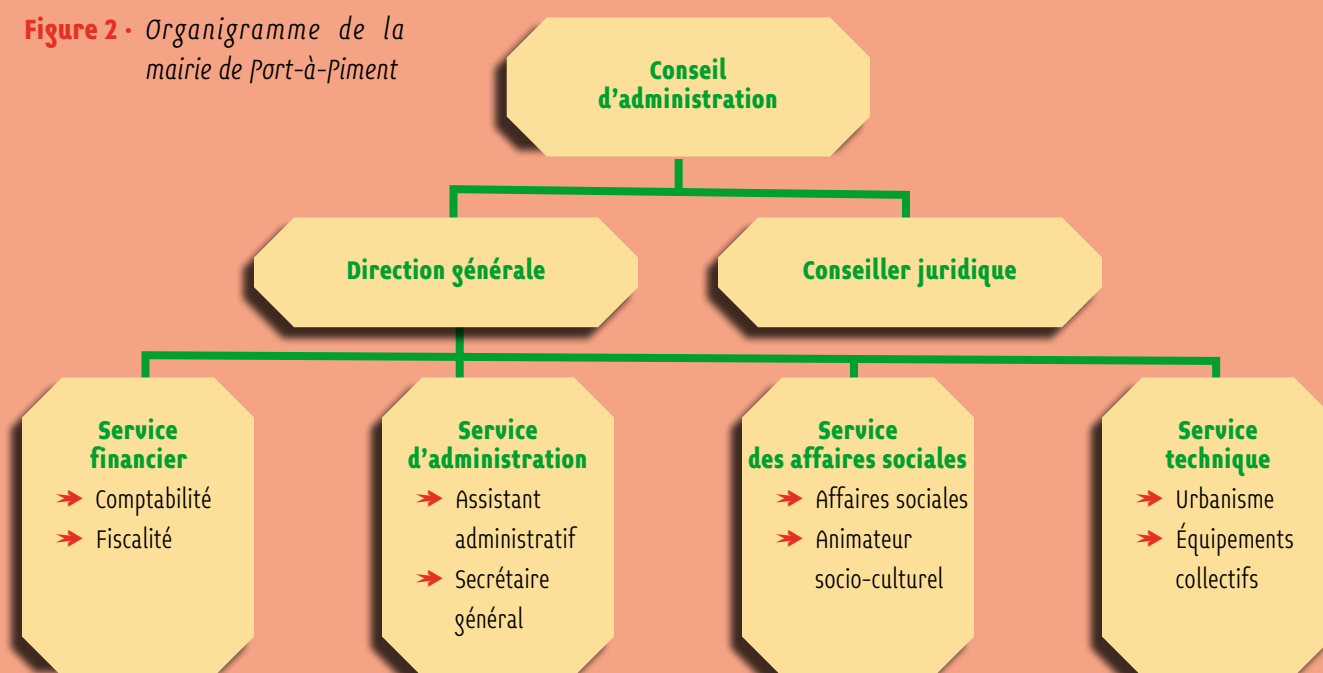 Figure 2 · Organigramme de la
mairie de Port-à-Piment
Conseil
d'administration
Direction générale
Conseiller juridique
Service
financier
Comptabilité
Fiscalité
Service
d'administration
Assistant
administratif
Secrétaire
général
Service
des affaires sociales
Affaires sociales
Animateur
socio-culturel
Service
technique
Urbanisme
Équipements
collectifs